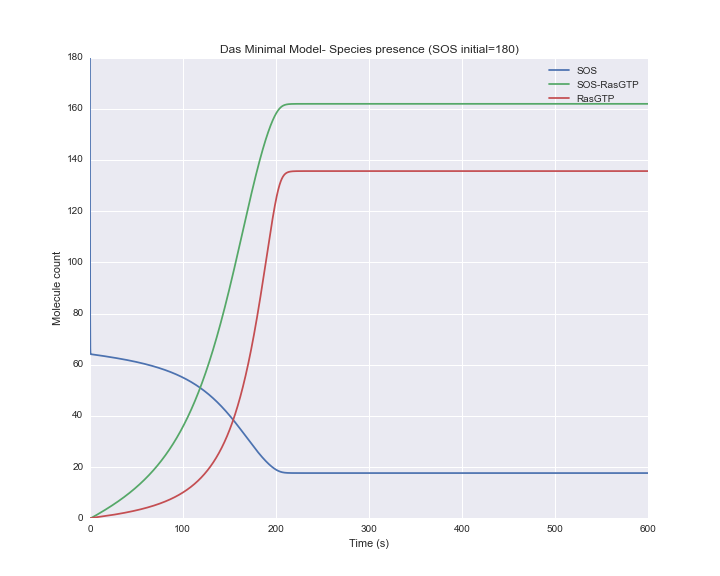 Das Minimal Model- Species presence (SOS initial=180)
180
160
140
120
100
80
60
40
20
0
Molecule count
SOS
SOS-RasGTP
RasGTP
0 100 200 300 400 500 600
Time (s)